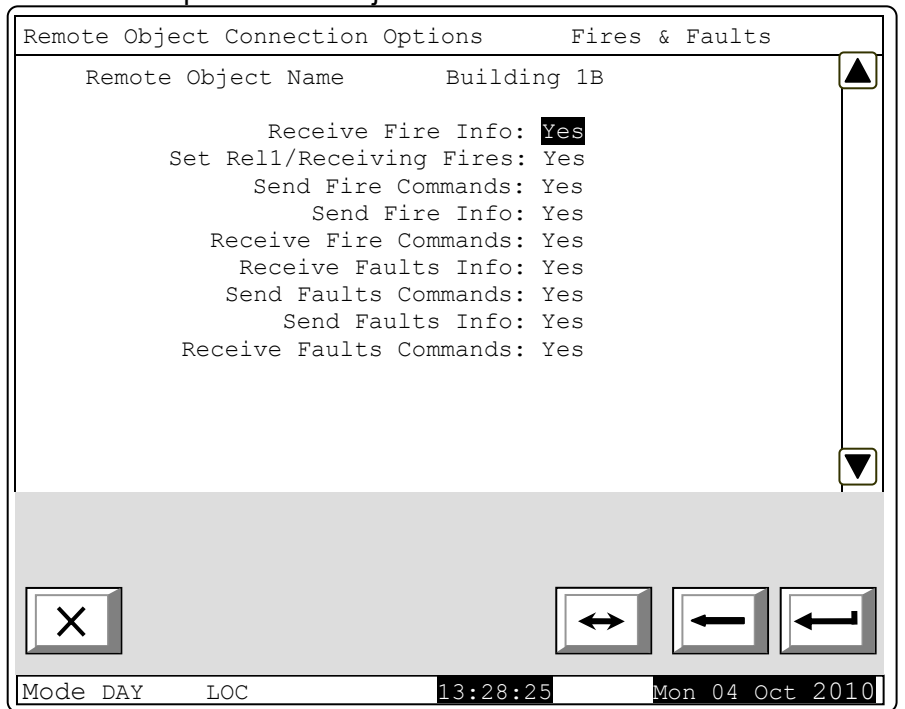 Remote Object Connection Options Fires & Faults
Remote Object Name Building 1B
Receive Fire Info: Yes
Set Rel1/Receiving Fires: Yes
Send Fire Commands: Yes
Send Fire Info: Yes
Receive Fire Commands: Yes
Receive Faults Info: Yes
Send Faults Commands: Yes
Send Faults Info: Yes
Receive Faults Commands: Yes
Mode DAY LOC 13:28:25 Mon 04 Oct 2010